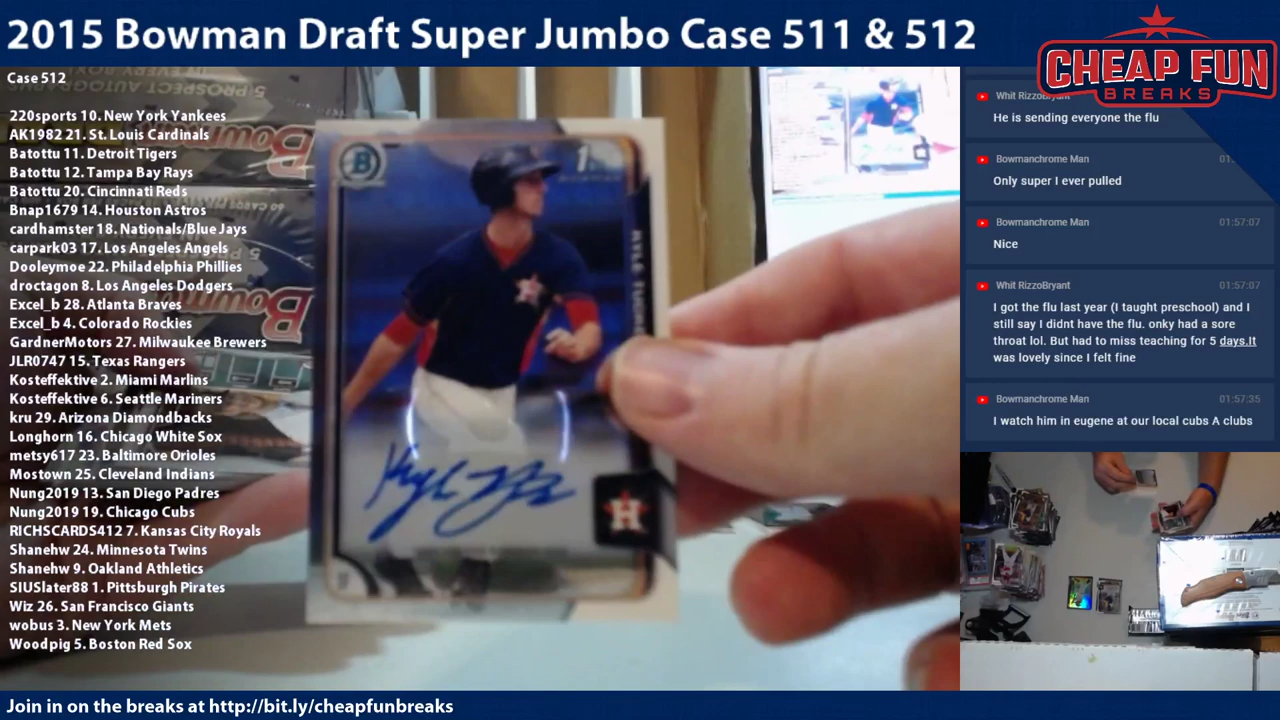 2015 Bowman Draft Super Jumbo Case 511 & 512
CHEAP FUN
BREAKS
Case 512
220sports 10. New York Yankees
AK1982 21. St. Louis Cardinals
Batottu 11. Detroit Tigers
Batottu 12. Tampa Bay Rays
Batottu 20. Cincinnati Reds
Bnap1679 14. Houston Astros
cardhamster 18. Nationals/Blue Jays
carpark03 17. Los Angeles Angels
Dooleymoe 22. Philadelphia Phillies
droctagon 8. Los Angeles Dodgers
Excel_b 28. Atlanta Braves
Excel_b 4. Colorado Rockies
GardnerMotors 27. Milwaukee Brewers
JLR0747 15. Texas Rangers
Kosteffektive 2. Miami Marlins
Kosteffektive 6. Seattle Mariners
kru 29. Arizona Diamondbacks
Longhorn 16. Chicago White Sox
metsy617 23. Baltimore Orioles
Mostown 25. Cleveland Indians
Nung2019 13. San Diego Padres
Nung2019 19. Chicago Cubs
RICHSCARDS412 7. Kansas City Royals
Shanehw 24. Minnesota Twins
Shanehw 9. Oakland Athletics
SIUSlater88 1. Pittsburgh Pirates
Wiz 26. San Francisco Giants
wobus 3. New York Mets
Woodpig 5. Boston Red Sox
PROSPECT AUTOGRAPHS
Bowman
Bowman
B
1st
KYLE
H
Whit RizzoBryant
He is sending everyone the flu
Bowmanchrome Man
Only super I ever pulled
Bowmanchrome Man 01:57:07
Nice
Whit RizzoBryant 01:57:07
I got the flu last year (I taught preschool) and I
still say I didnt have the flu. onky had a sore
throat lol. But had to miss teaching for 5 days.It
was lovely since I felt fine
Bowmanchrome Man 01:57:35
I watch him in eugene at our local cubs A clubs
Join in on the breaks at http://bit.ly/cheapfunbreaks